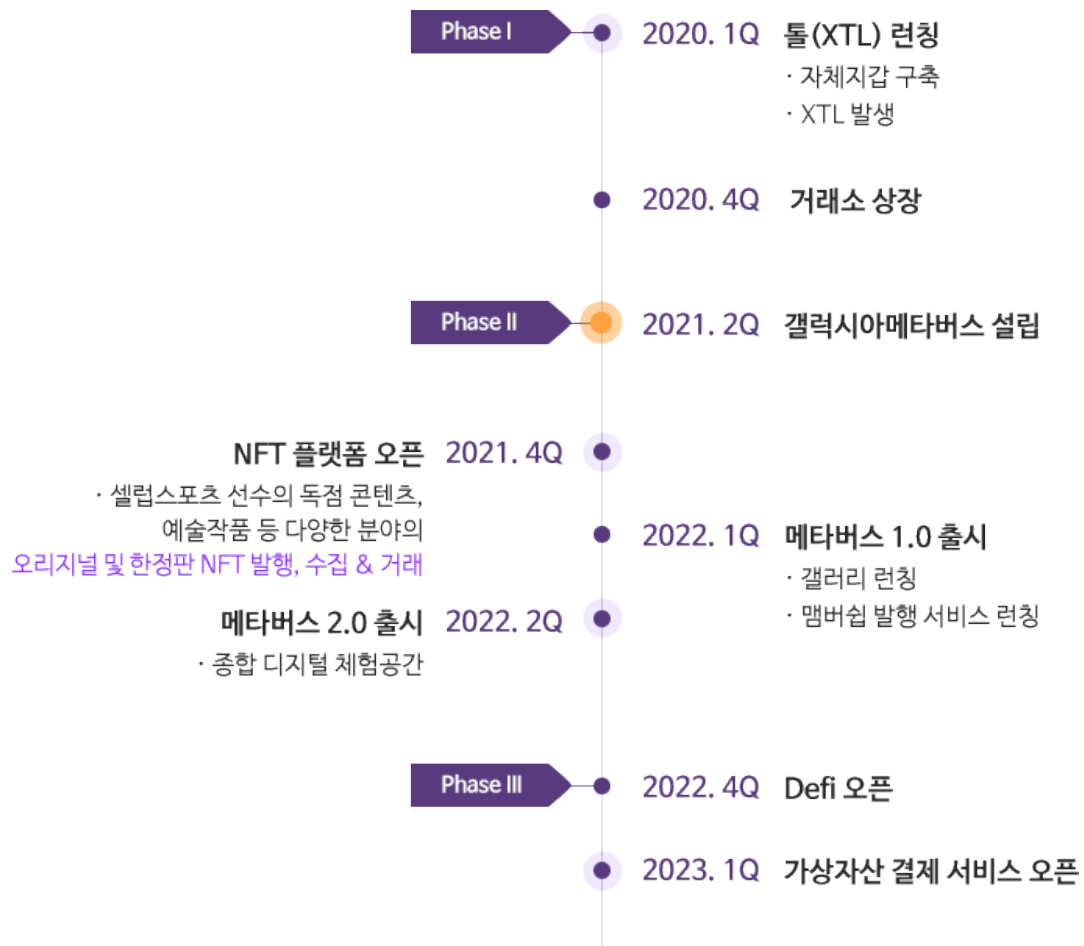 Phase I
2020. 1Q 톨(XTL) 런칭
· 자체지갑 구축
· XTL 발생
2020. 4Q 거래소 상장
Phase II
2021. 2Q 갤럭시아메타버스 설립
NFT 플랫폼 오픈 2021. 4Q
· 셀럽스포츠 선수의 독점 콘텐츠,
예술작품 등 다양한 분야의
오리지널 및 한정판 NFT 발행, 수집 & 거래
2022. 1Q 메타버스 1.0 출시
· 갤러리 런칭
· 맴버쉽 발행 서비스 런칭
메타버스 2.0 출시 2022. 2Q
· 종합 디지털 체험공간
Phase III
2022. 4Q Defi 오픈
2023. 1Q 가상자산 결제 서비스 오픈